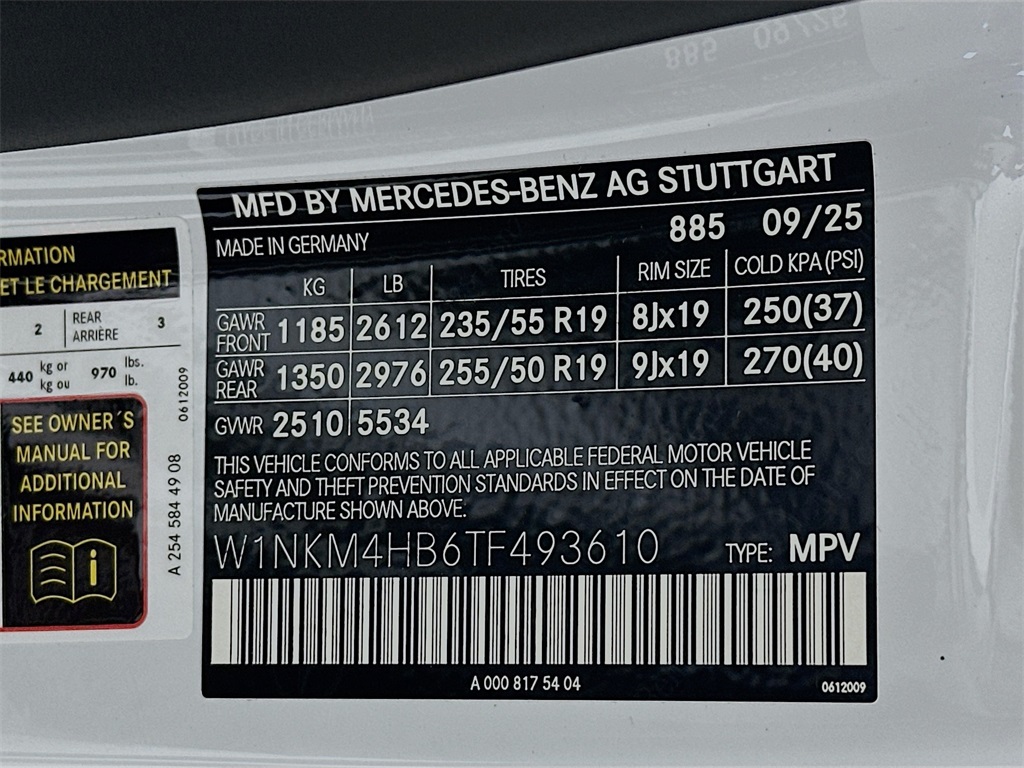 MFD BY MERCEDES-BENZ AG STUTTGART
MADE IN GERMANY 885 09/25
KG LB TIRES RIM SIZE COLD KPA (PSI)
GAWR FRONT 1185 2612 235/55 R19 8Jx19 250(37)
GAWR REAR 1350 2976 255/50 R19 9Jx19 270(40)
GVWR 2510 5534
THIS VEHICLE CONFORMS TO ALL APPLICABLE FEDERAL MOTOR VEHICLE
SAFETY AND THEFT PREVENTION STANDARDS IN EFFECT ON THE DATE OF
MANUFACTURE SHOWN ABOVE.
W1NKM4HB6TF493610 TYPE: MPV
A 000 817 54 04
0612009
ET LE CHARGEMENT
2 REAR 3
ARRIÈRE
440 kg or 970 lbs.
kg ou lb.
0612009
SEE OWNER´S
MANUAL FOR
ADDITIONAL
INFORMATION
i
A 254 584 49 08
885 09/25